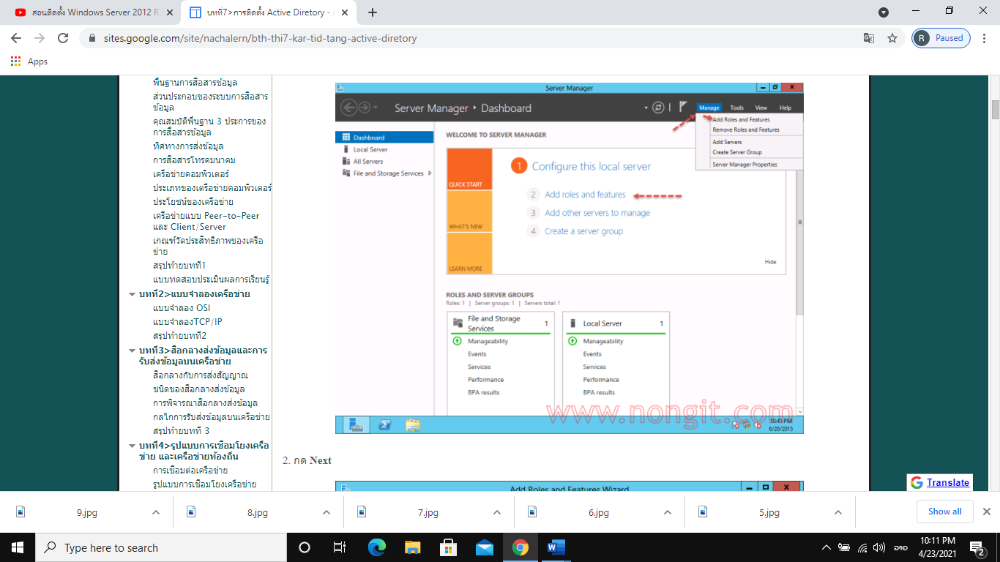 สอนติดตั้ง Windows Server 2012 R
บทที่7>การติดตั้ง Active Diretory -
sites.google.com/site/nachalern/bth-thi7-kar-tid-tang-active-diretory
R
Paused
Apps
พื้นฐานการสื่อสารข้อมูล
ส่วนประกอบของระบบการสื่อสาร
ข้อมูล
คุณสมบัติพื้นฐาน 3 ประการของ
การสื่อสารข้อมูล
ทิศทางการส่งข้อมูล
การสื่อสารโทรคมนาคม
เครือข่ายคอมพิวเตอร์
ประเภทของเตรือข่ายคอมพิวเตอร์
ประโยชน์ของเครือข่าย
เครือข่ายแบบ Peer-to-Peer
และ Client/Server
เกณฑ์วัดประสิทธิภาพของเครือ
ข่าย
สรุปท้ายบทที่1
แบบทดสอบประเมินผลการเรียนรู้
บทที่2>แบบจำลองเครือข่าย
แบบจำลอง OSI
แบบจำลองTCP/IP
สรุปท้ายบทที่2
บทที่3>สื่อกลางส่งข้อมูลและการ
รับส่งข้อมูลบนเครือข่าย
สื่อกลางกับการส่งสัญญาณ
ชนิดของสื่อกลางส่งข้อมูล
การพิจารณาสื่อกลางส่งข้อมูล
กลไกการรับส่งข้อมูลบนเครือข่าย
สรุปท้ายบทที่ 3
บทที่4>รูปแบบการเชื่อมโยงเครือ
ข่าย และเครือข่ายท้องถิ่น
การเชื่อมต่อเครือข่าย
รูปแบบการเชื่อมโยงเครือข่าย
Server Manager
Server Manager • Dashboard
Manage Tools View Help
Add Roles and Features
Remove Roles and Features
Add Servers
Create Server Group
Server Manager Properties
Dashboard
Local Server
All Servers
File and Storage Services
WELCOME TO SERVER MANAGER
QUICK START
WHAT'S NEW
LEARN MORE
1 Configure this local server
2 Add roles and features
3 Add other servers to manage
4 Create a server group
Hide
ROLES AND SERVER GROUPS
Roles: 1 | Server groups: 1 | Servers total: 1
File and Storage
Services 1
Manageability
Events
Services
Performance
BPA results
Local Server 1
Manageability
Events
Services
Performance
BPA results
www.nongit.com
10:41 PM
6/20/2015
2. กด Next
Add Roles and Features Wizard
Translate
9.jpg
8.jpg
7.jpg
6.jpg
5.jpg
Show all
Type here to search
ລາວ
10:11 PM
4/23/2021
2